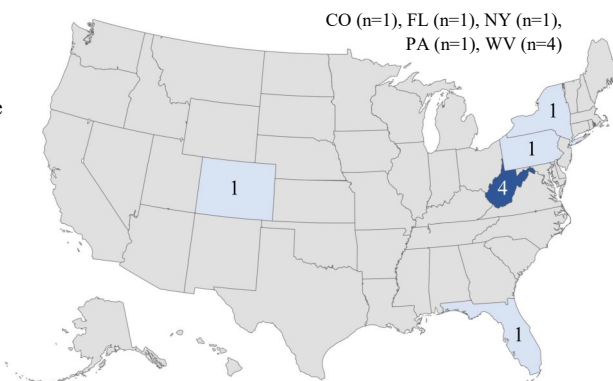 CO (n=1), FL (n=1), NY (n=1),
PA (n=1), WV (n=4)
1
1
1
4
1